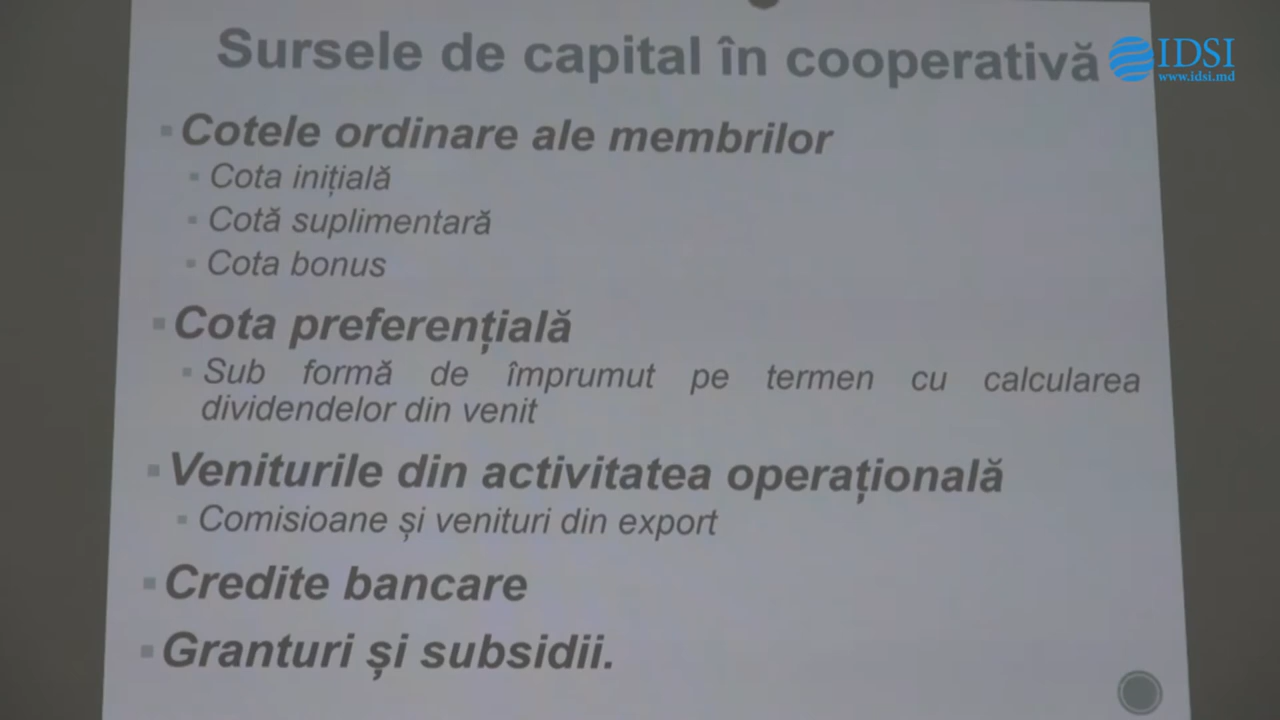 Sursele de capital în cooperativă
IDSI
www.idsi.md
Cotele ordinare ale membrilor
Cota inițială
Cotă suplimentară
Cota bonus
Cota preferențială
Sub formă de împrumut pe termen cu calcularea
dividendelor din venit
Veniturile din activitatea operațională
Comisioane și venituri din export
Credite bancare
Granturi și subsidii.